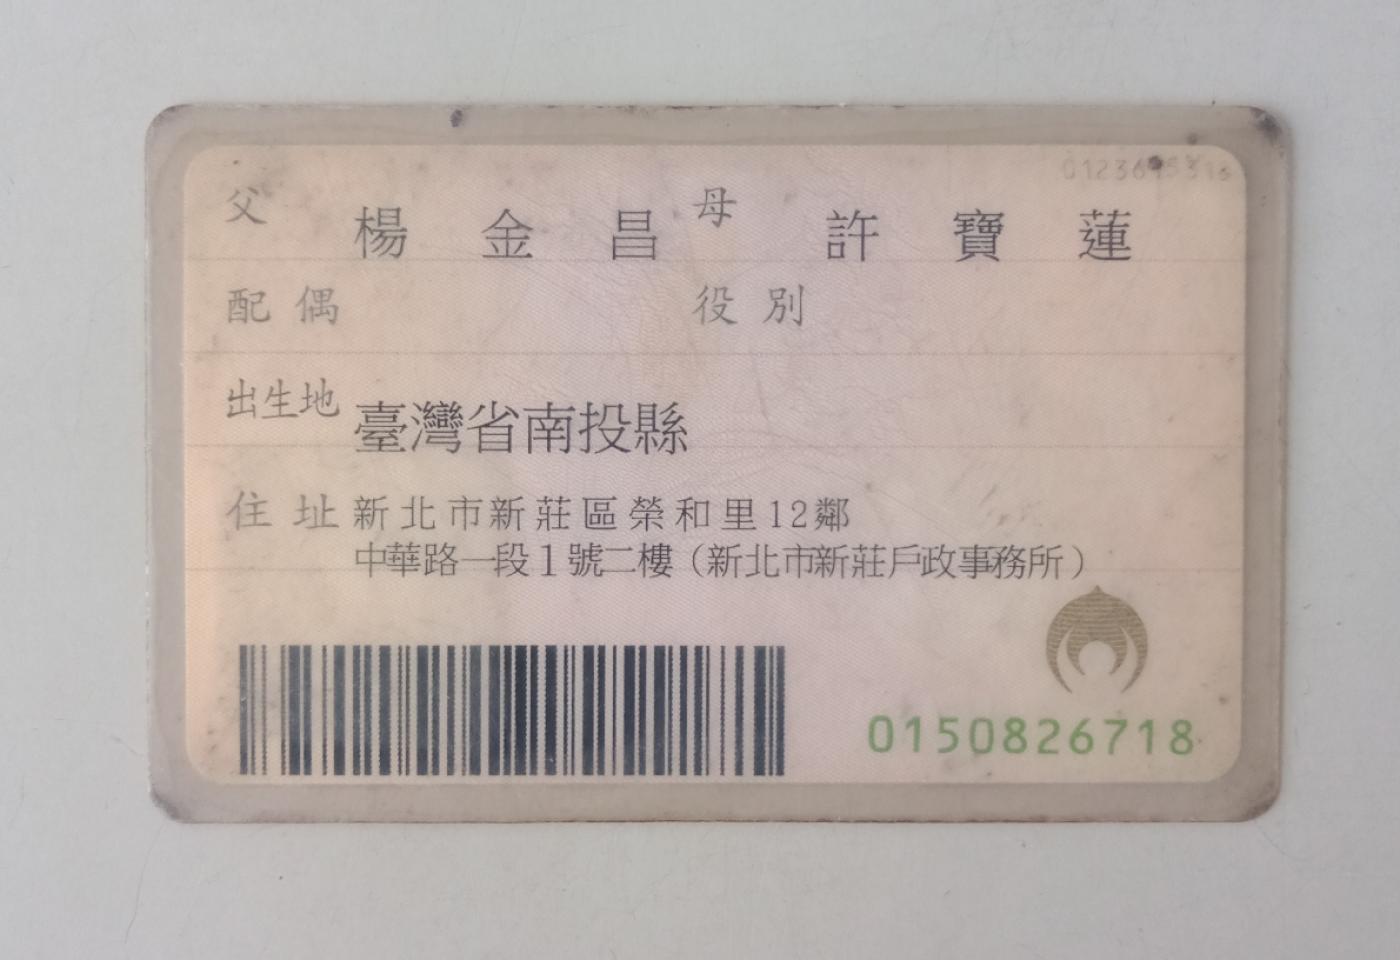 父 楊金昌 母 許寶蓮
配偶 役別
出生地 臺灣省南投縣
住址 新北市新莊區榮和里12鄰
中華路一段1號二樓（新北市新莊戶政事務所）
0150826718